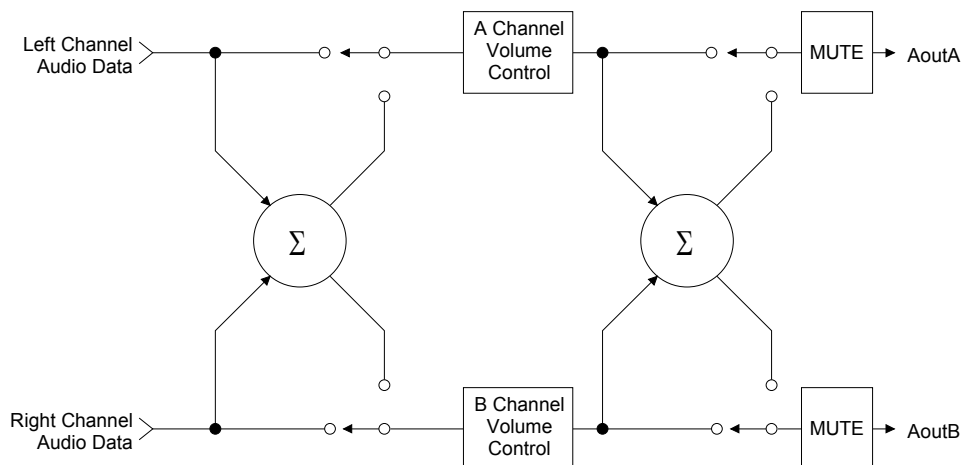 Left Channel
Audio Data
A Channel
Volume
Control
MUTE
AoutA
Σ
Σ
Right Channel
Audio Data
B Channel
Volume
Control
MUTE
AoutB